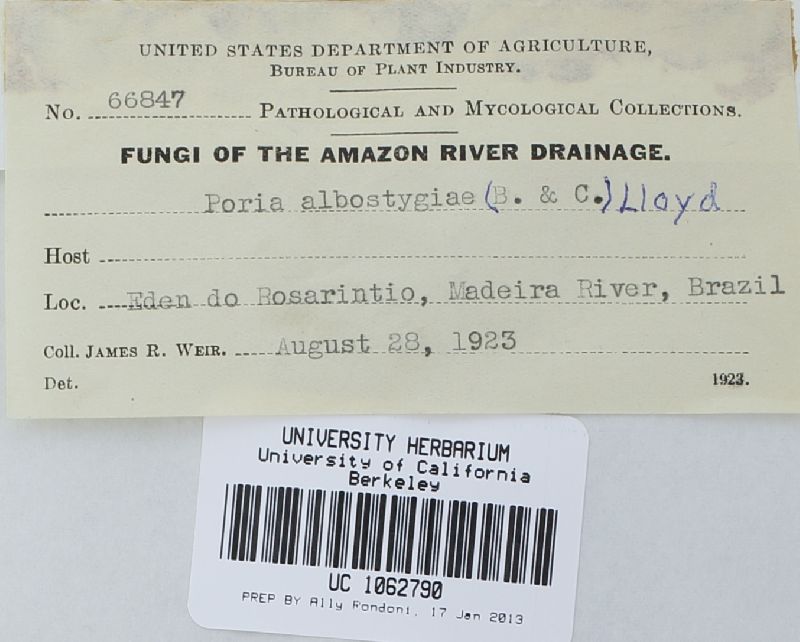 UNITED STATES DEPARTMENT OF AGRICULTURE,
BUREAU OF PLANT INDUSTRY.
No. 66847 PATHOLOGICAL AND MYCOLOGICAL COLLECTIONS.
FUNGI OF THE AMAZON RIVER DRAINAGE.
Poria albostygiae (B. & C.) Lloyd
Host
Loc. Eden do Rosarintio, Madeira River, Brazil
Coll. JAMES R. WEIR. August 28, 1923
Det. 1923.
UNIVERSITY HERBARIUM
University of California
Berkeley
UC 1062790
PREP BY Ally Rondoni, 17 Jan 2013